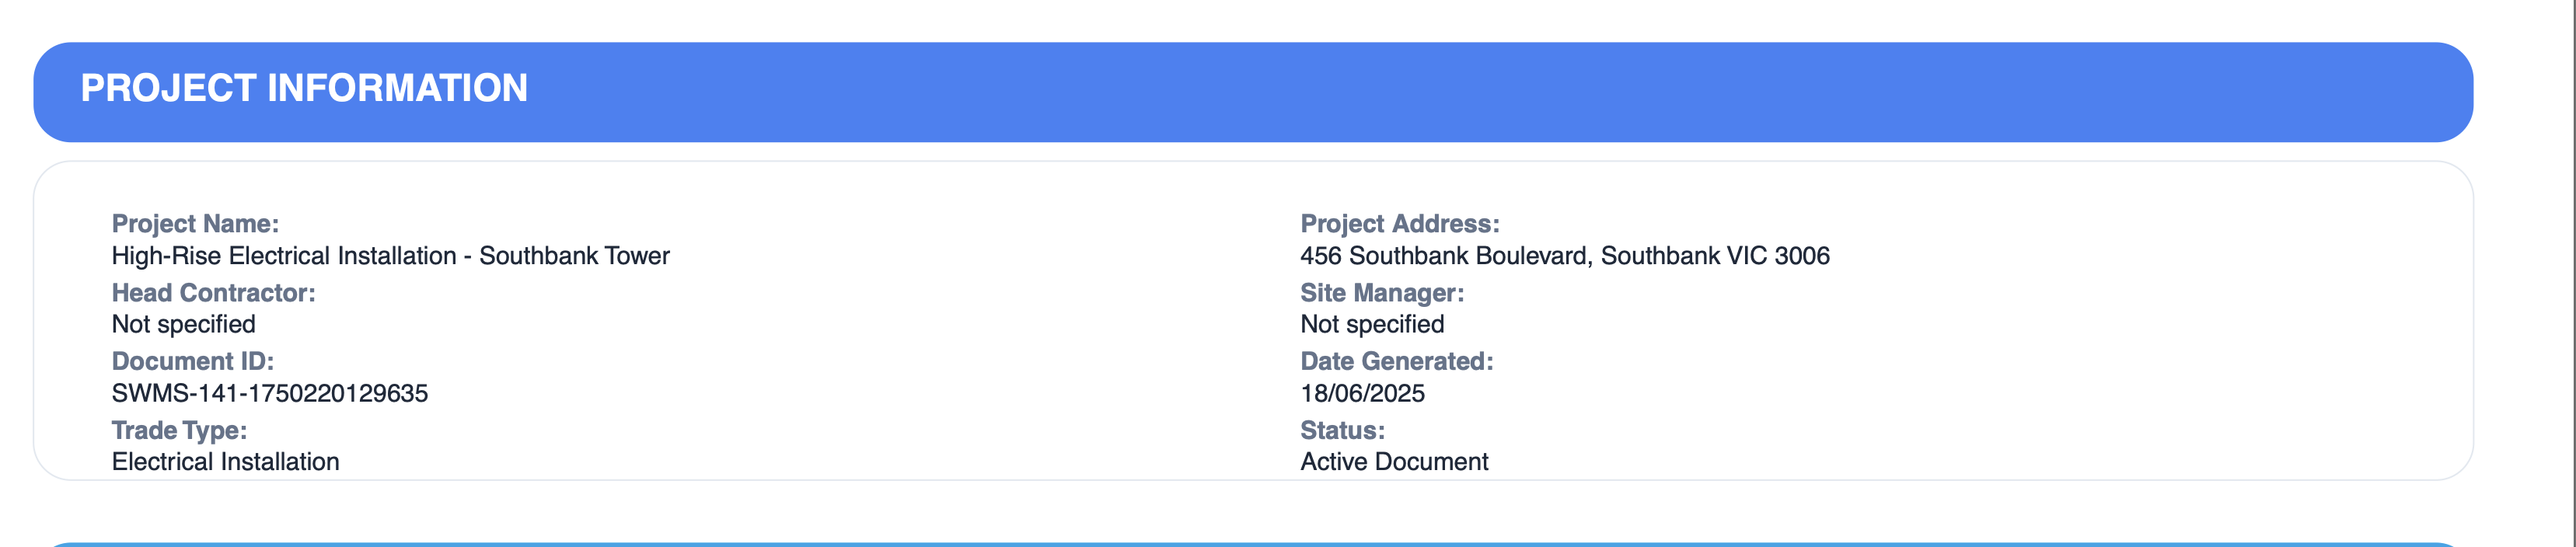 PROJECT INFORMATION
Project Name:
High-Rise Electrical Installation - Southbank Tower
Head Contractor:
Not specified
Document ID:
SWMS-141-1750220129635
Trade Type:
Electrical Installation
Project Address:
456 Southbank Boulevard, Southbank VIC 3006
Site Manager:
Not specified
Date Generated:
18/06/2025
Status:
Active Document